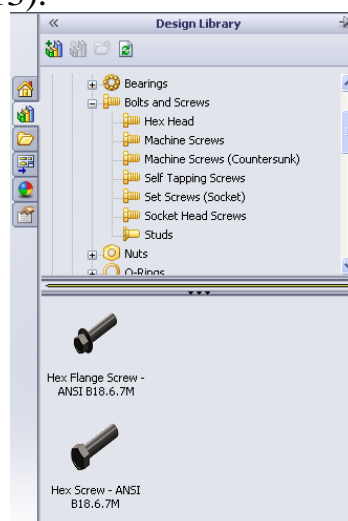 Design Library
Bearings
Bolts and Screws
Hex Head
Machine Screws
Machine Screws (Countersunk)
Self Tapping Screws
Set Screws (Socket)
Socket Head Screws
Studs
Nuts
O-Rings
Hex Flange Screw -
ANSI B18.6.7M
Hex Screw - ANSI
B18.6.7M